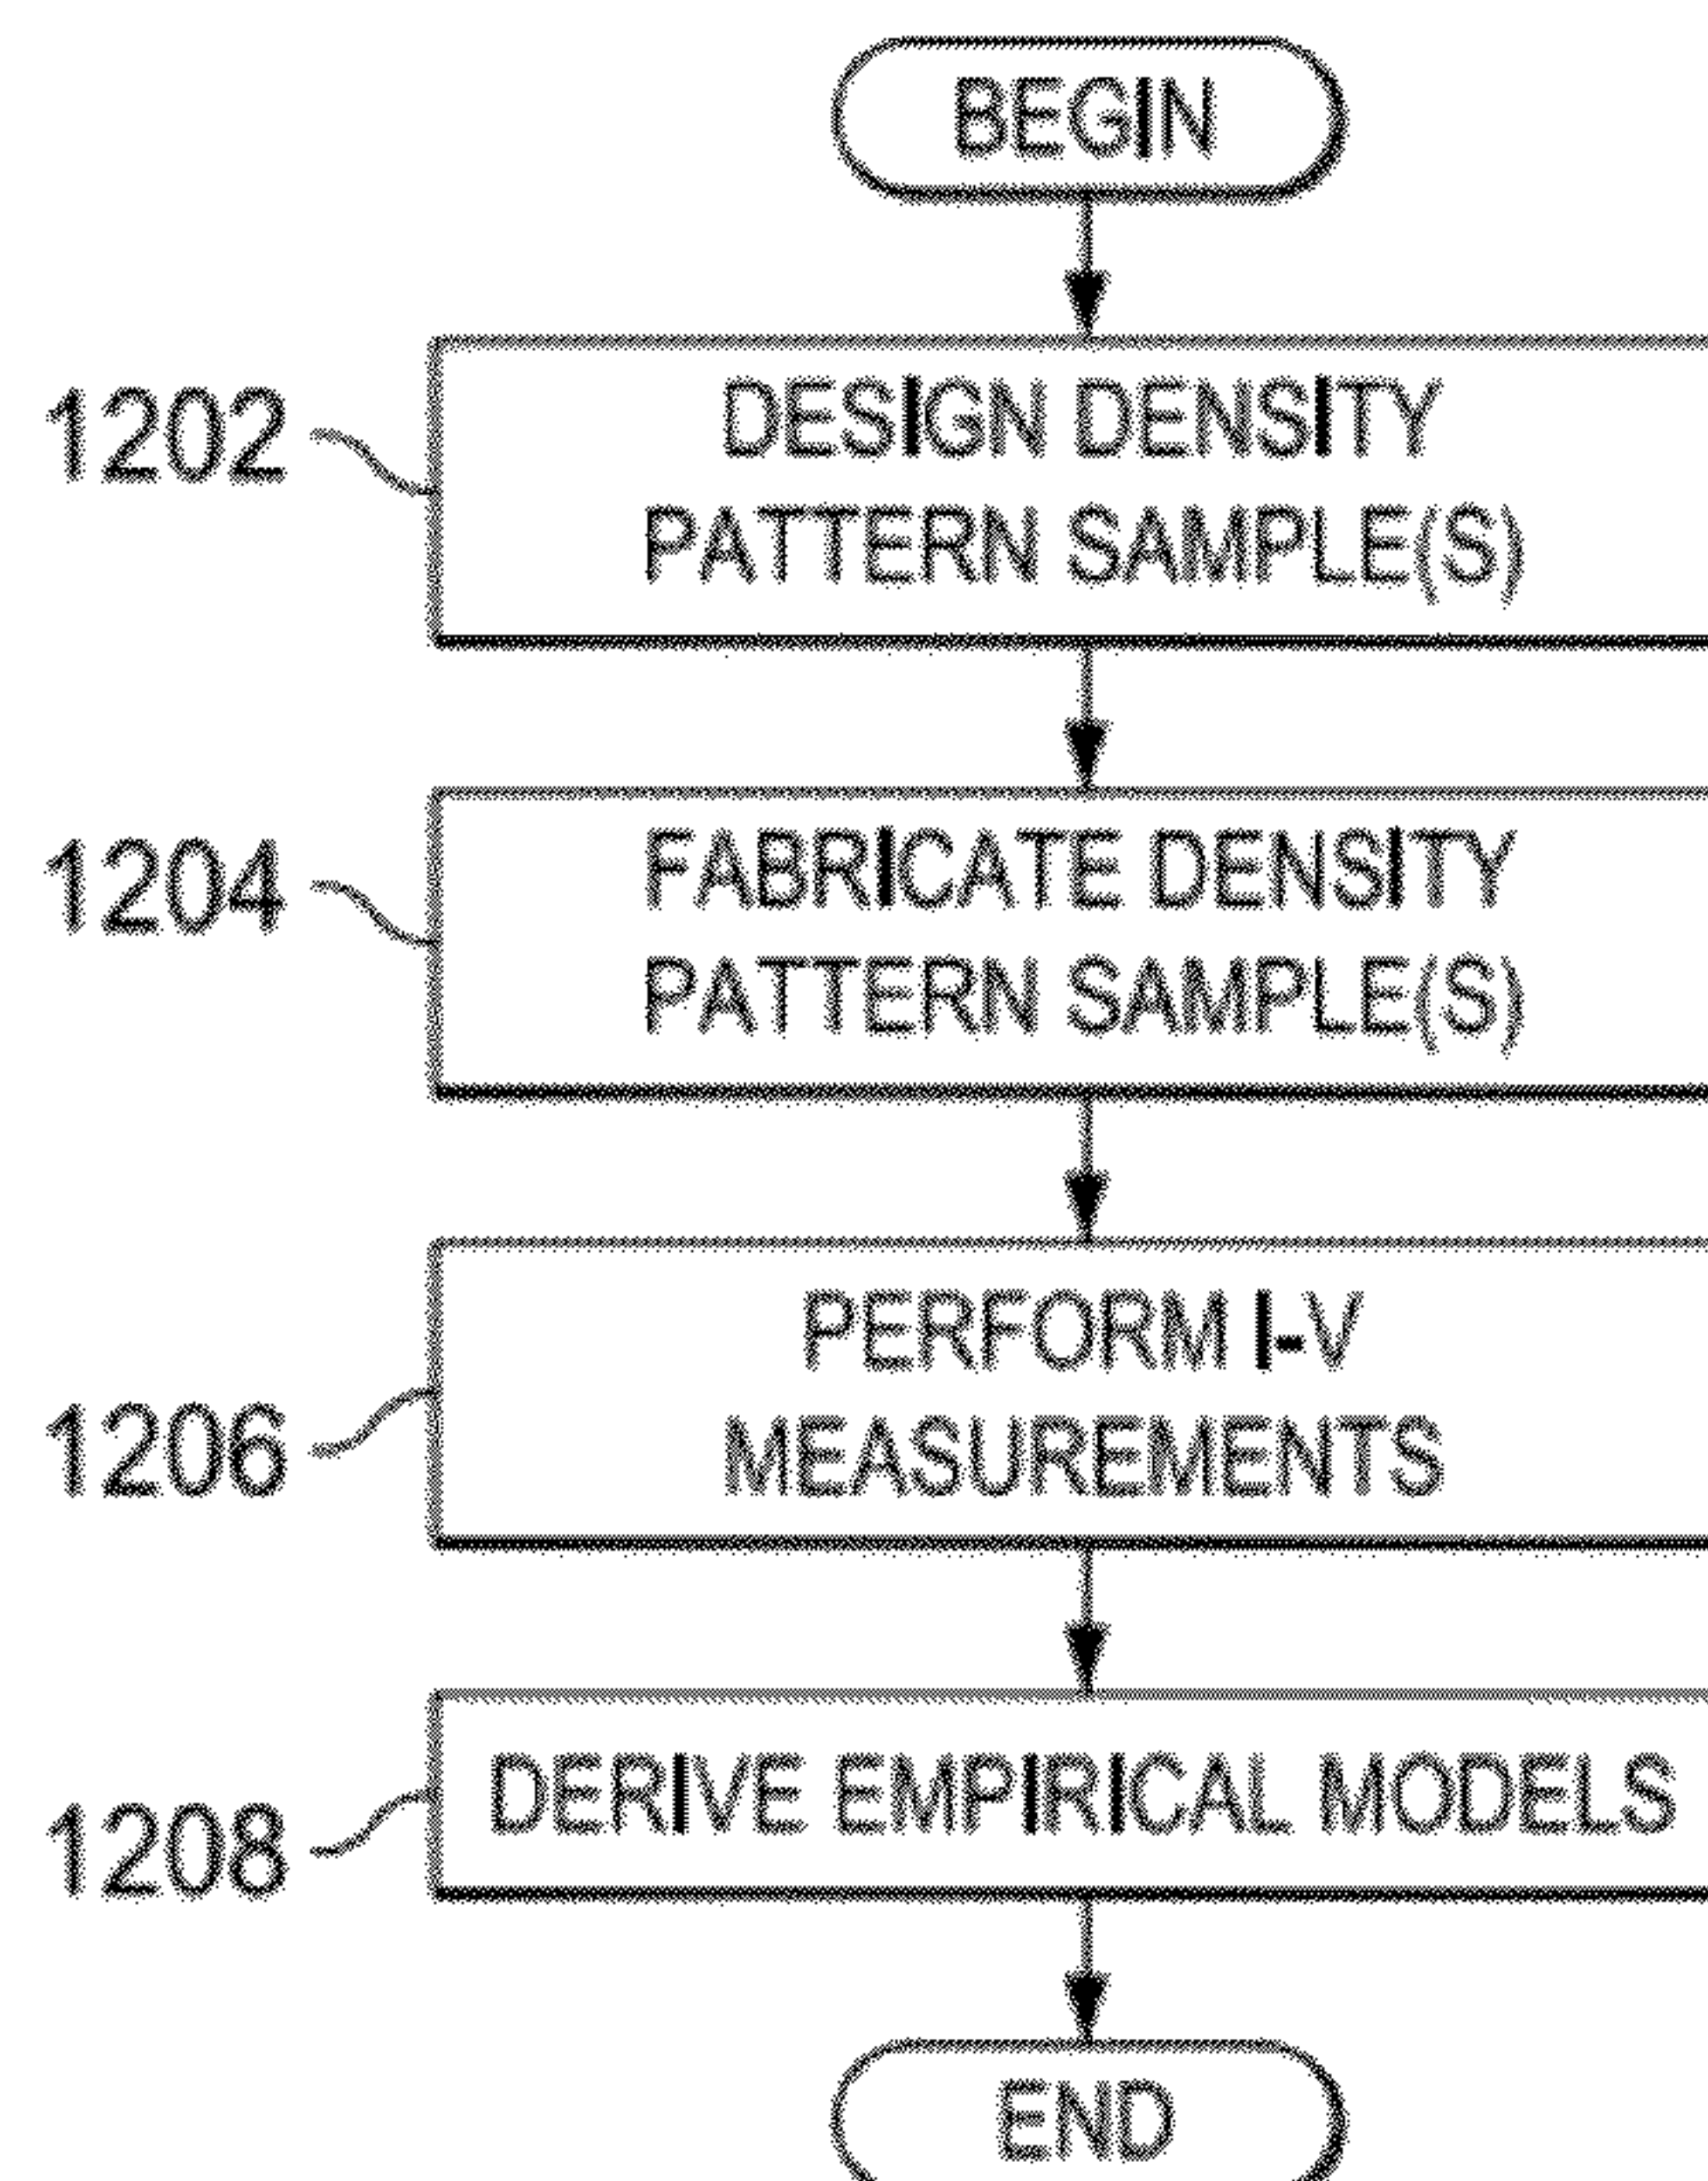 BEGIN
1202
DESIGN DENSITY
PATTERN SAMPLE(S)
1204
FABRICATE DENSITY
PATTERN SAMPLE(S)
1206
PERFORM I-V
MEASUREMENTS
1208
DERIVE EMPIRICAL MODELS
END